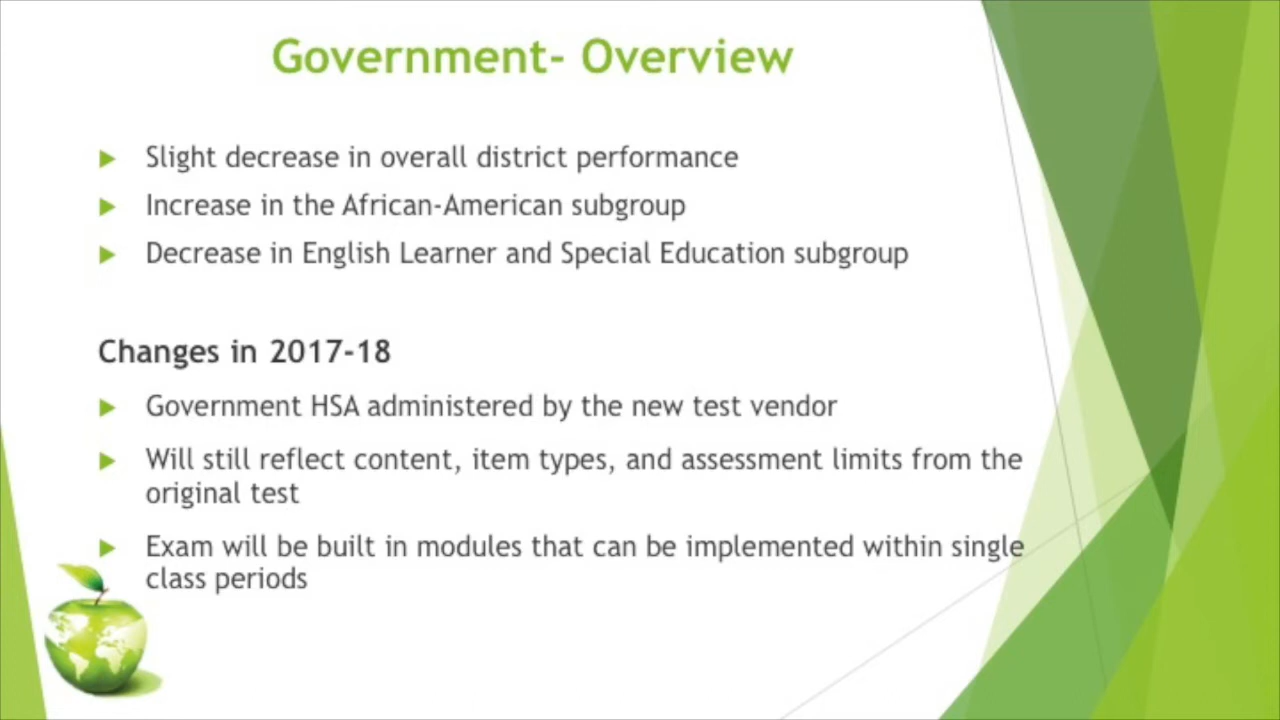 Government- Overview
Slight decrease in overall district performance
Increase in the African-American subgroup
Decrease in English Learner and Special Education subgroup
Changes in 2017-18
Government HSA administered by the new test vendor
Will still reflect content, item types, and assessment limits from the
original test
Exam will be built in modules that can be implemented within single
class periods